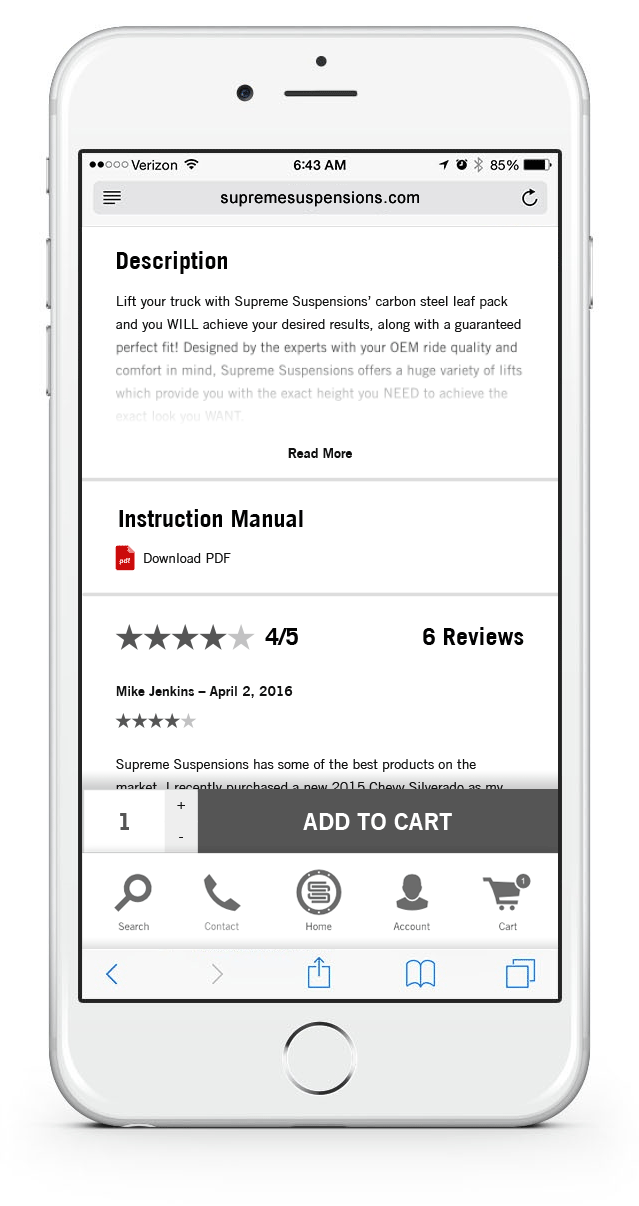 Verizon 6:43 AM 85%
supremesuspensions.com
Description
Lift your truck with Supreme Suspensions’ carbon steel leaf pack
and you WILL achieve your desired results, along with a guaranteed
perfect fit! Designed by the experts with your OEM ride quality and
comfort in mind, Supreme Suspensions offers a huge variety of lifts
which provide you with the exact height you NEED to achieve the
exact look you WANT.
Read More
Instruction Manual
pdf Download PDF
4/5 6 Reviews
Mike Jenkins – April 2, 2016
Supreme Suspensions has some of the best products on the
market. I recently purchased a new 2015 Chevy Silverado as my
1 + - ADD TO CART
1
Search Contact Home Account Cart